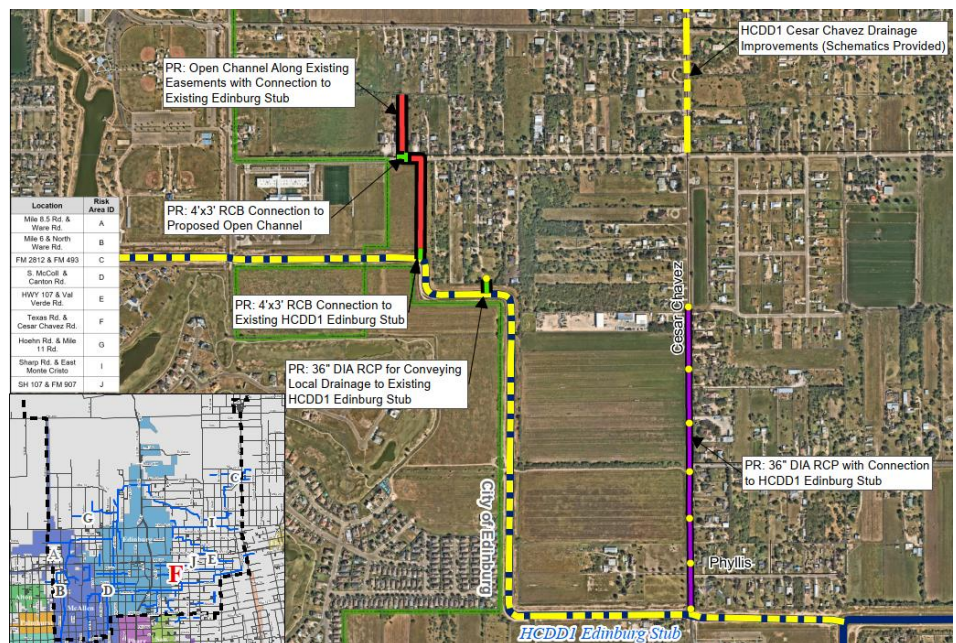 HCDD1 Cesar Chavez Drainage
Improvements (Schematics Provided)
PR: Open Channel Along Existing
Easements with Connection to
Existing Edinburg Stub
PR: 4'x3' RCB Connection to
Proposed Open Channel
Location Risk Area ID
Mile 8.5 Rd. & Ware Rd. A
Mile 6 & North Ware Rd. B
FM 2812 & FM 493 C
S. McColl & Canton Rd. D
HWY 107 & Val Verde Rd. E
Texas Rd. & Cesar Chavez Rd. F
Hoehn Rd. & Mile 11 Rd. G
Sharp Rd. & East Monte Cristo I
SH 107 & FM 907 J
PR: 4'x3' RCB Connection to
Existing HCDD1 Edinburg Stub
PR: 36" DIA RCP for Conveying
Local Drainage to Existing
HCDD1 Edinburg Stub
Cesar Chavez
PR: 36" DIA RCP with Connection
to HCDD1 Edinburg Stub
City of Edinburg
Phyllis
HCDD1 Edinburg Stub
C
G
I
A
J
E
F
B
D
Edinburg
McAllen
Alton